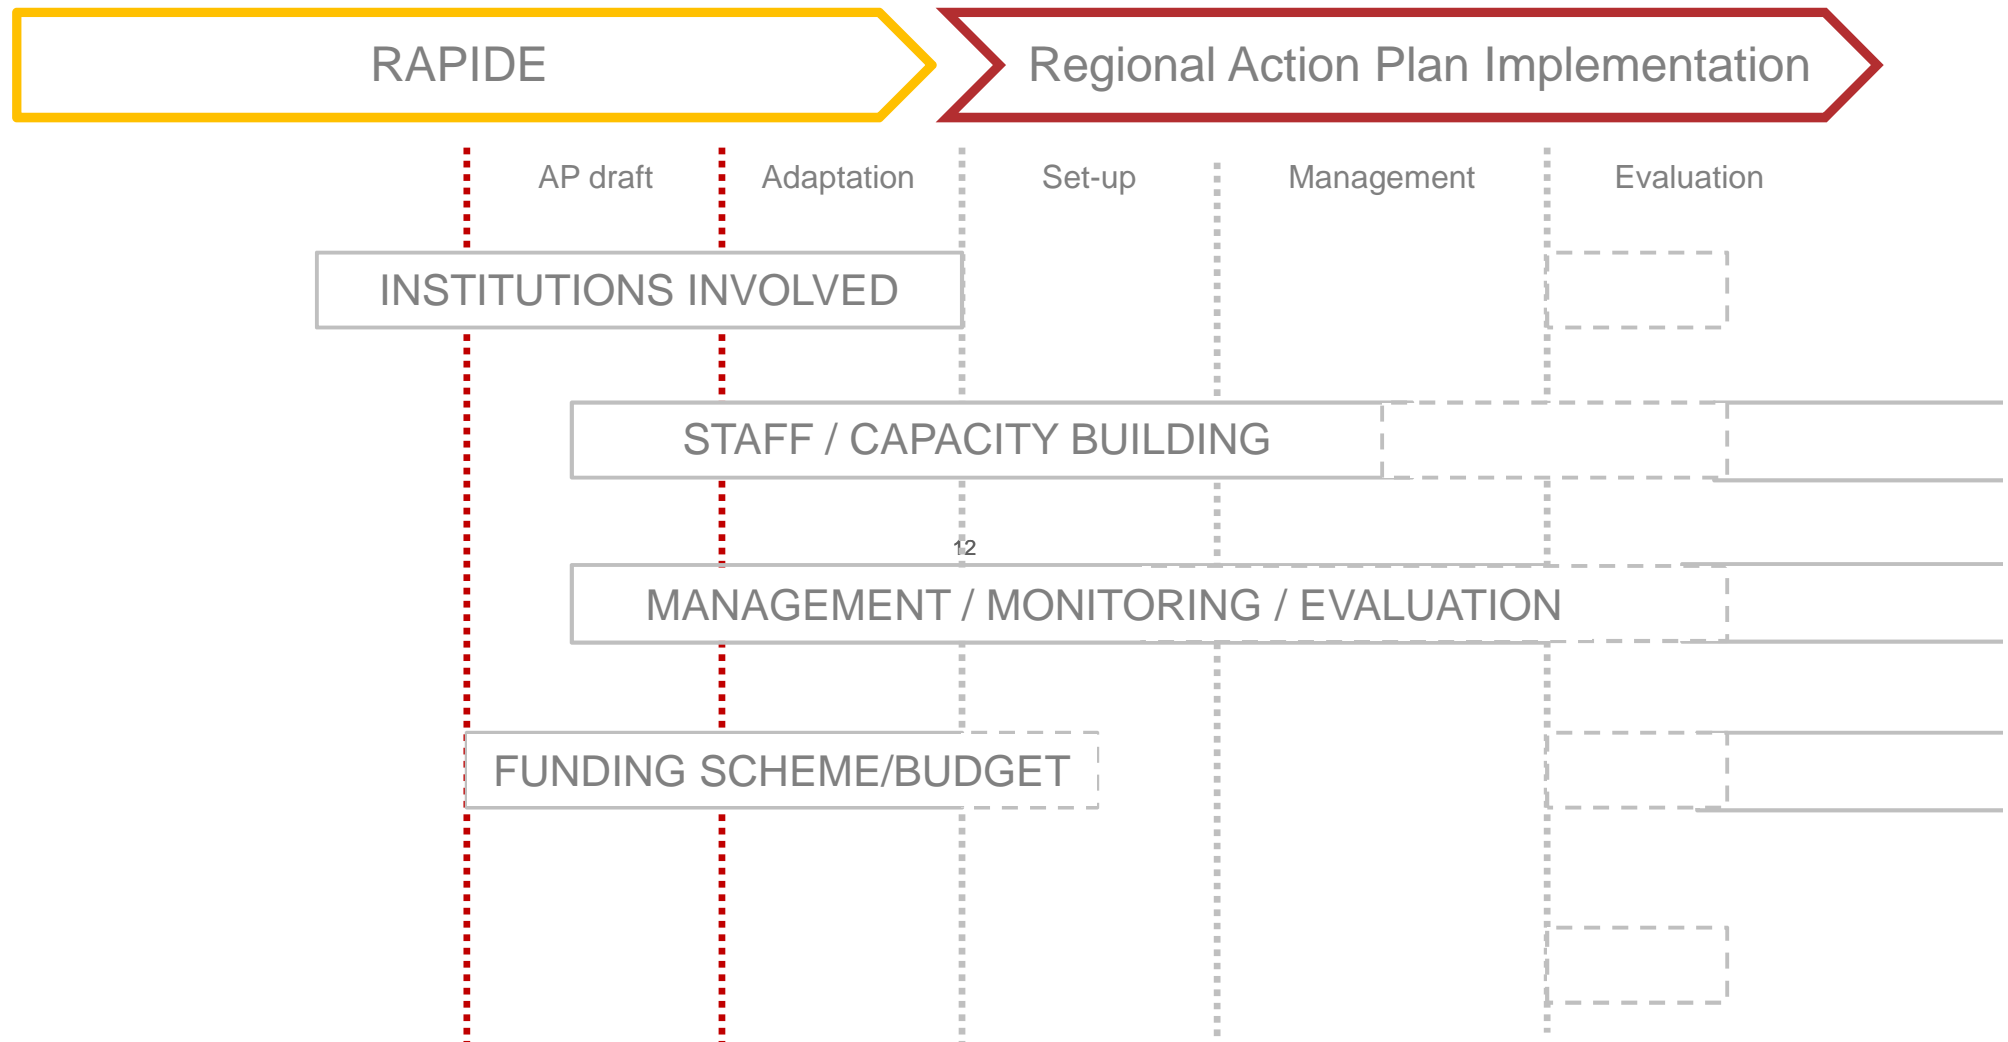 RAPIDE
Regional Action Plan Implementation
AP draft
Adaptation
Set-up
Management
Evaluation
INSTITUTIONS INVOLVED
STAFF / CAPACITY BUILDING
12
MANAGEMENT / MONITORING / EVALUATION
FUNDING SCHEME/BUDGET